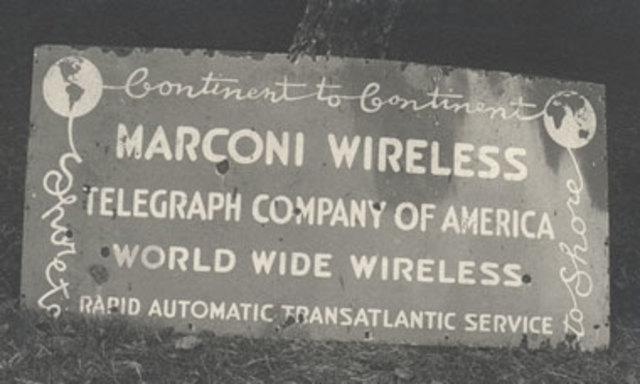 Continent to Continent
MARCONI WIRELESS
TELEGRAPH COMPANY OF AMERICA
WORLD WIDE WIRELESS
RAPID AUTOMATIC TRANSATLANTIC SERVICE
Shore to
to Shore